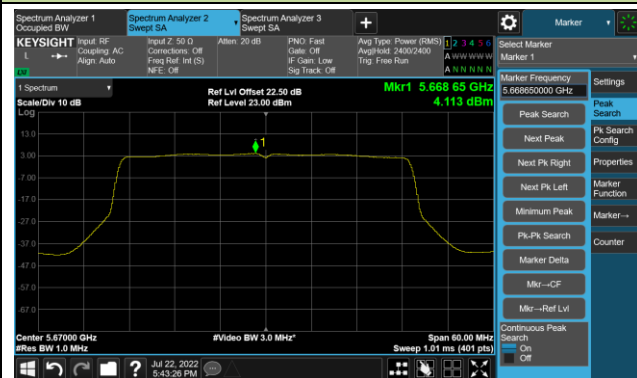 Spectrum Analyzer 1
Occupied BW
Spectrum Analyzer 2
Swept SA
Spectrum Analyzer 3
Swept SA
+
Marker
KEYSIGHT
L
LXI
Input: RF
Coupling: AC
Align: Auto
Input Z: 50 Ω
Corrections: Off
Freq Ref: Int (S)
NFE: Off
Atten: 20 dB
PNO: Fast
Gate: Off
IF Gain: Low
Sig Track: Off
Avg Type: Power (RMS)
Avg|Hold: 2400/2400
Trig: Free Run
1 2 3 4 5 6
A W W W W W
A N N N N N
Select Marker
Marker 1
1 Spectrum
Scale/Div 10 dB
Log
Ref Lvl Offset 22.50 dB
Ref Level 23.00 dBm
Mkr1 5.668 65 GHz
4.113 dBm
13.0
3.00
-7.00
-17.0
-27.0
-37.0
-47.0
-57.0
-67.0
1
Center 5.67000 GHz
#Res BW 1.0 MHz
#Video BW 3.0 MHz*
Span 60.00 MHz
Sweep 1.01 ms (401 pts)
Marker Frequency
5.668650000 GHz
Peak Search
Next Peak
Next Pk Right
Next Pk Left
Minimum Peak
Pk-Pk Search
Marker Delta
Mkr→CF
Mkr→Ref Lvl
Continuous Peak
Search
On
Off
Settings
Peak
Search
Pk Search
Config
Properties
Marker
Function
Marker→
Counter
?
Jul 22, 2022
5:43:26 PM